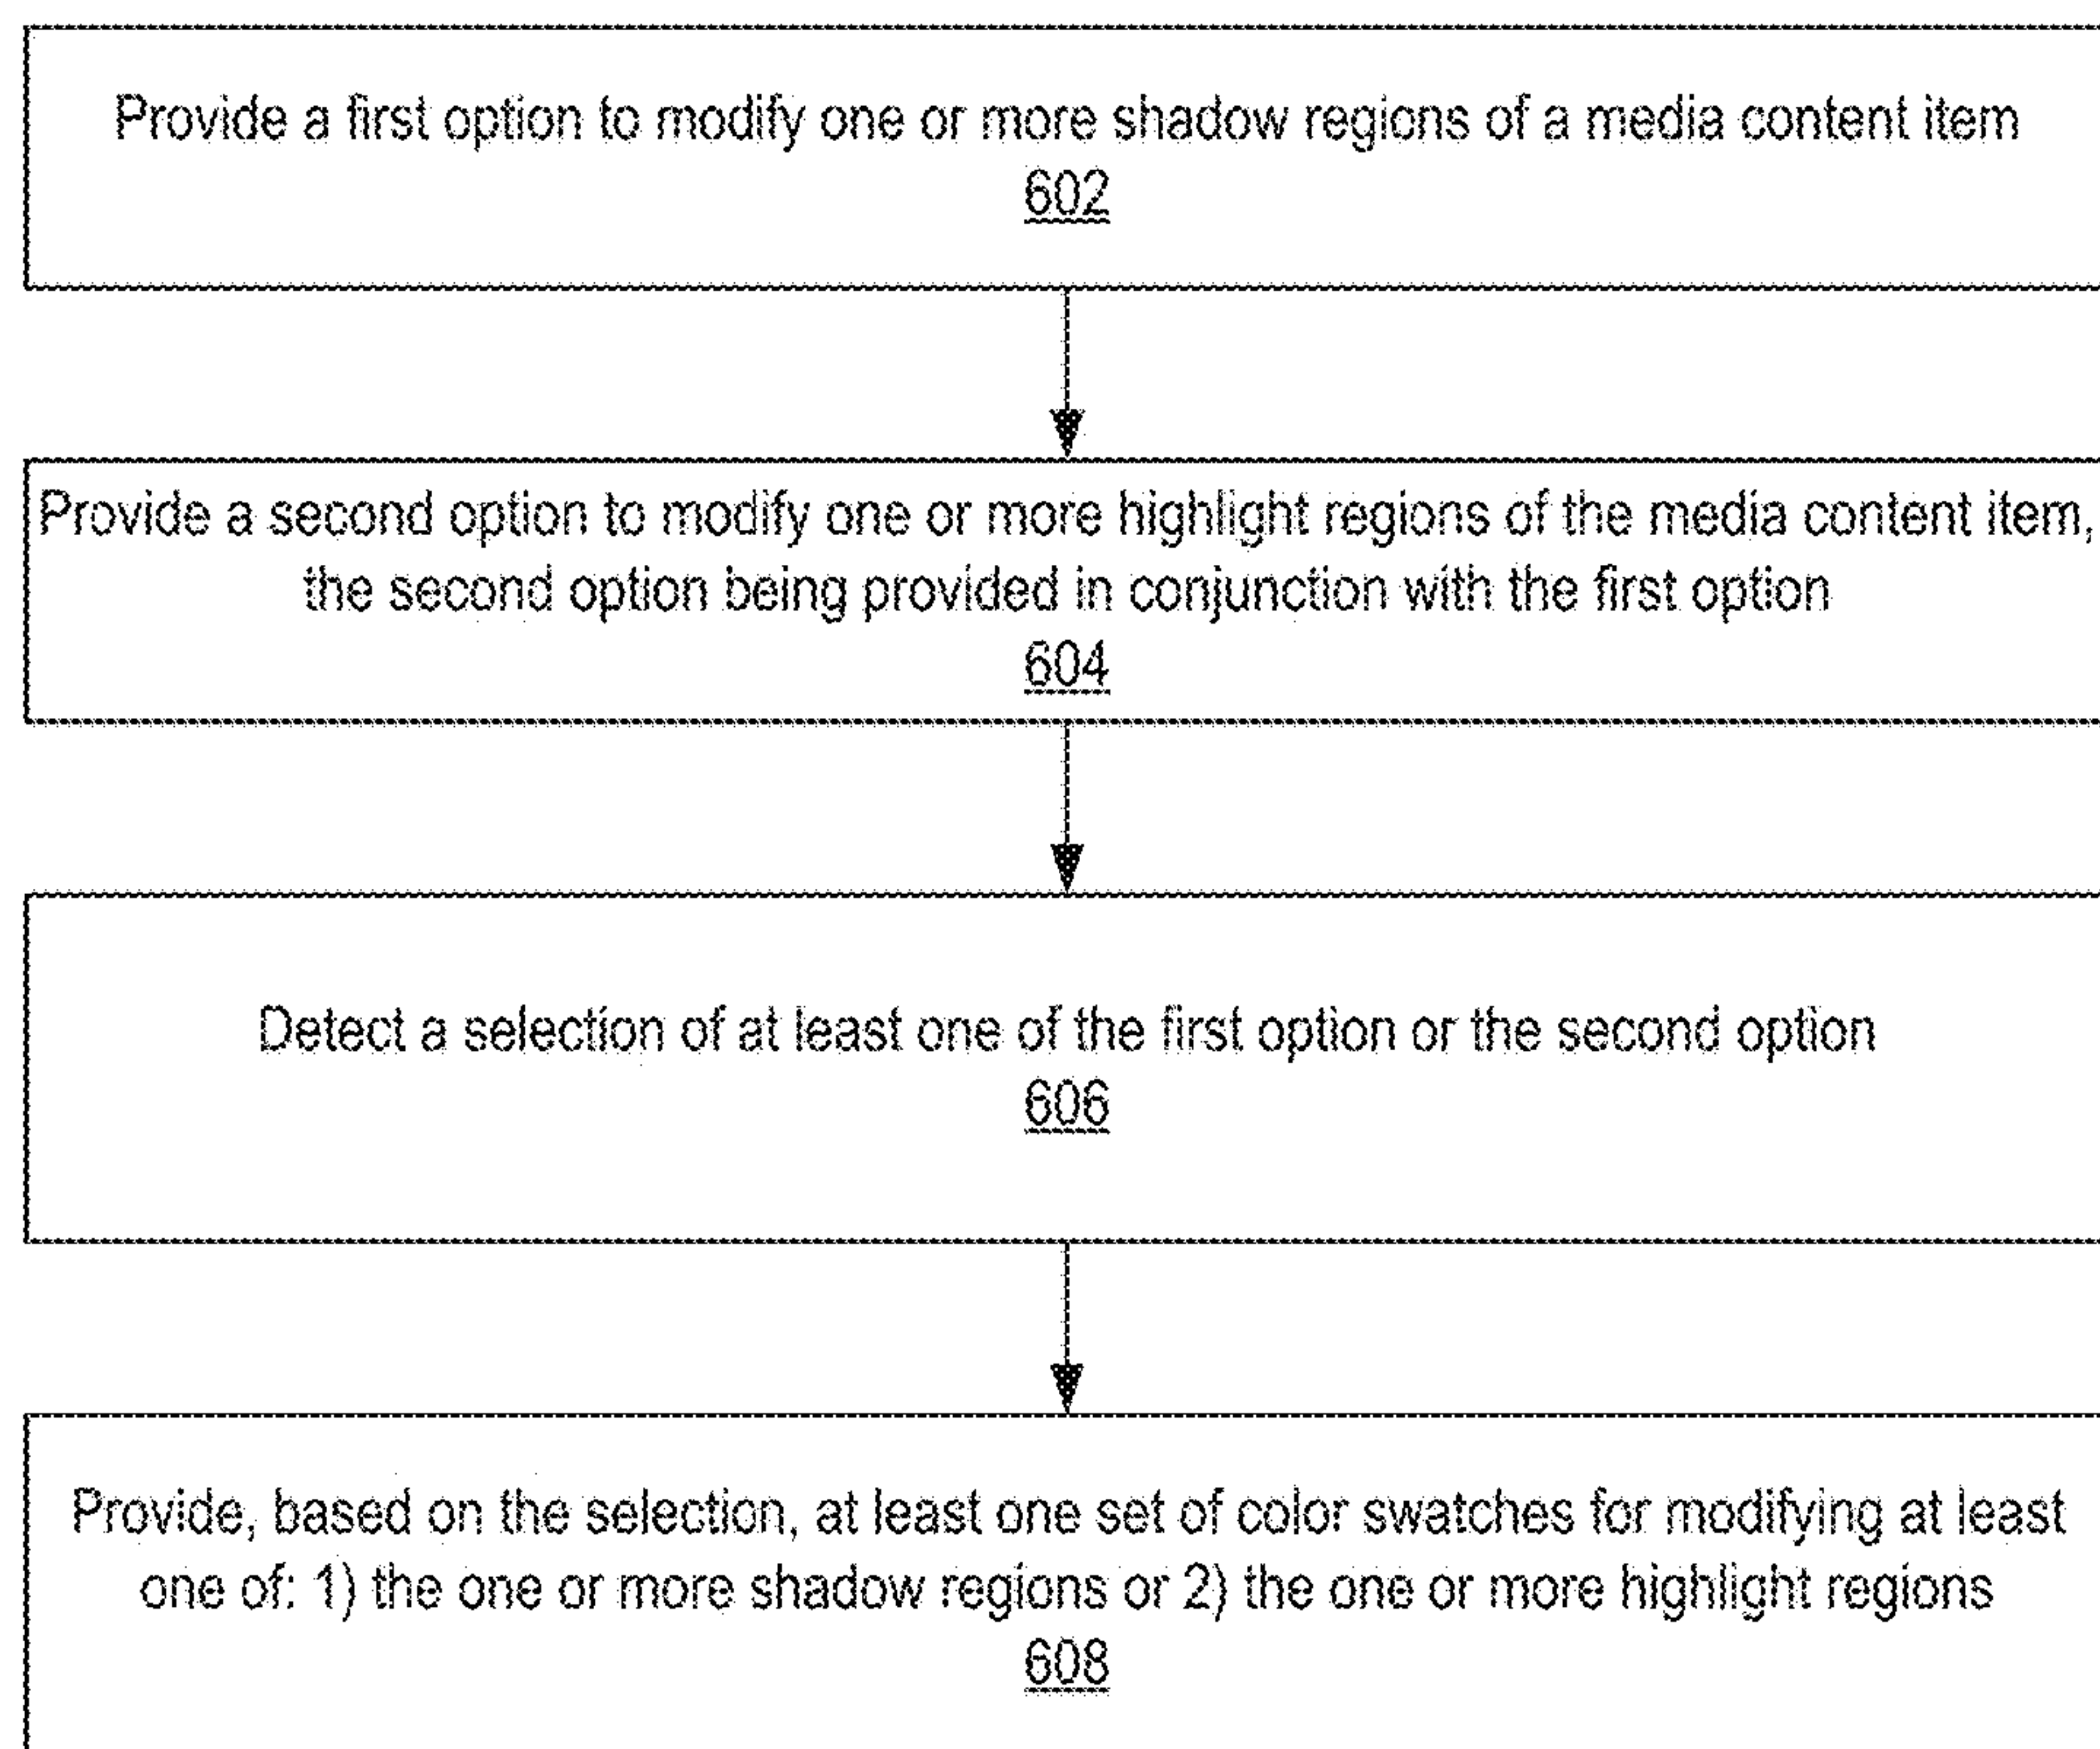 Provide a first option to modify one or more shadow regions of a media content item
602
Provide a second option to modify one or more highlight regions of the media content item,
the second option being provided in conjunction with the first option
604
Detect a selection of at least one of the first option or the second option
606
Provide, based on the selection, at least one set of color swatches for modifying at least
one of: 1) the one or more shadow regions or 2) the one or more highlight regions
608